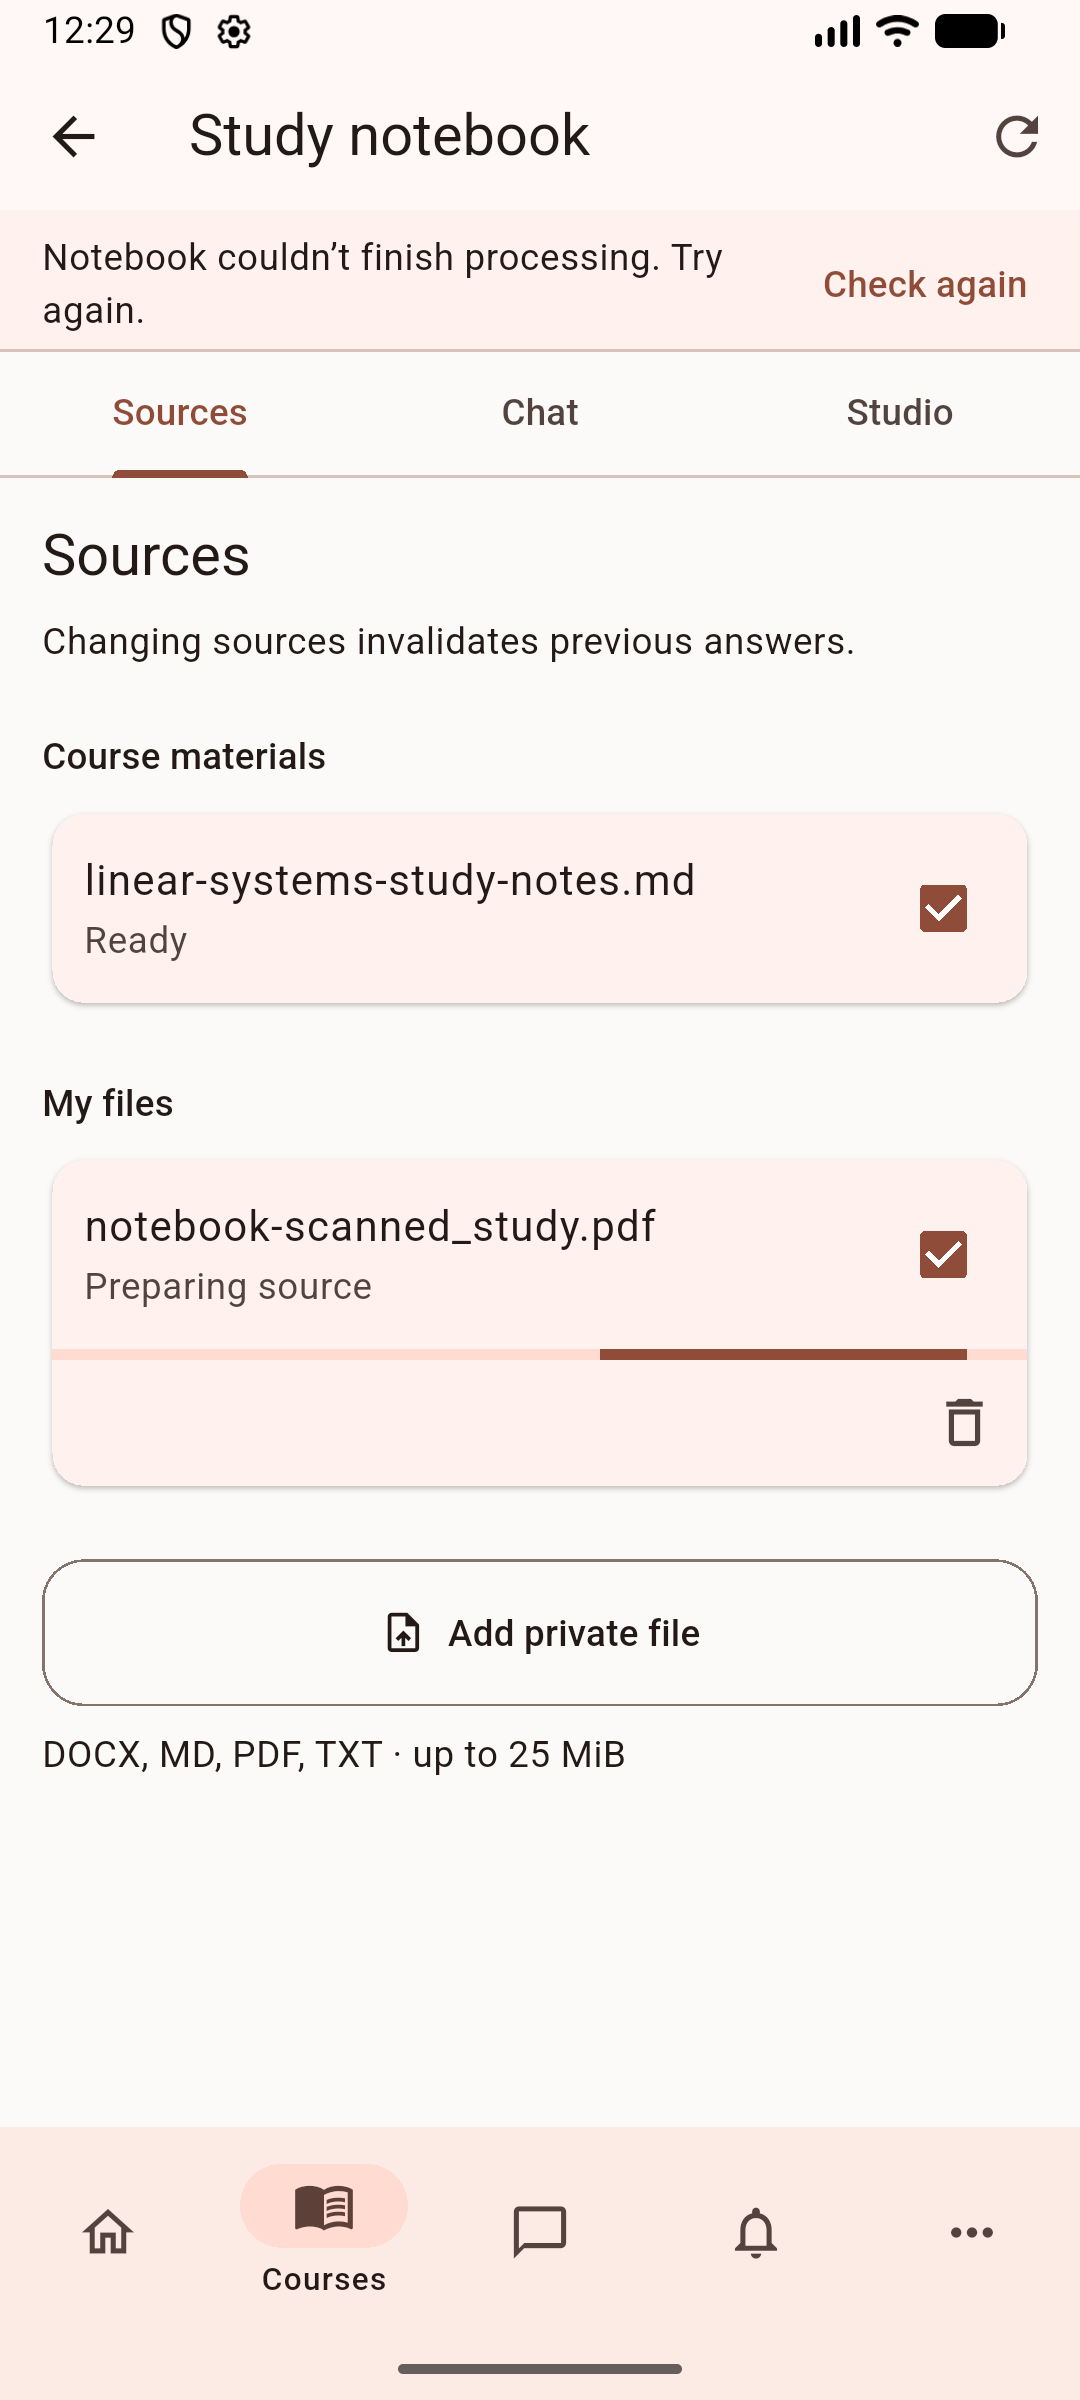 12:29
Study notebook
Notebook couldn’t finish processing. Try
again.
Check again
Sources
Chat
Studio
Sources
Changing sources invalidates previous answers.
Course materials
linear-systems-study-notes.md
Ready
My files
notebook-scanned_study.pdf
Preparing source
Add private file
DOCX, MD, PDF, TXT · up to 25 MiB
Courses